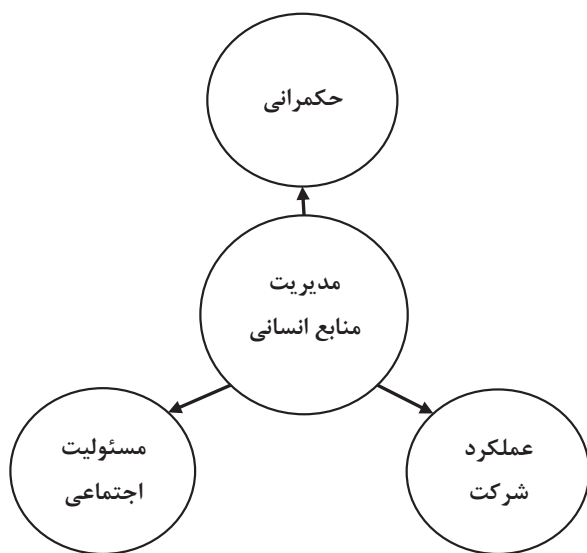 حکمرانی
مدیریت
منابع انسانی
مسئولیت
اجتماعی
عملکرد
شرکت